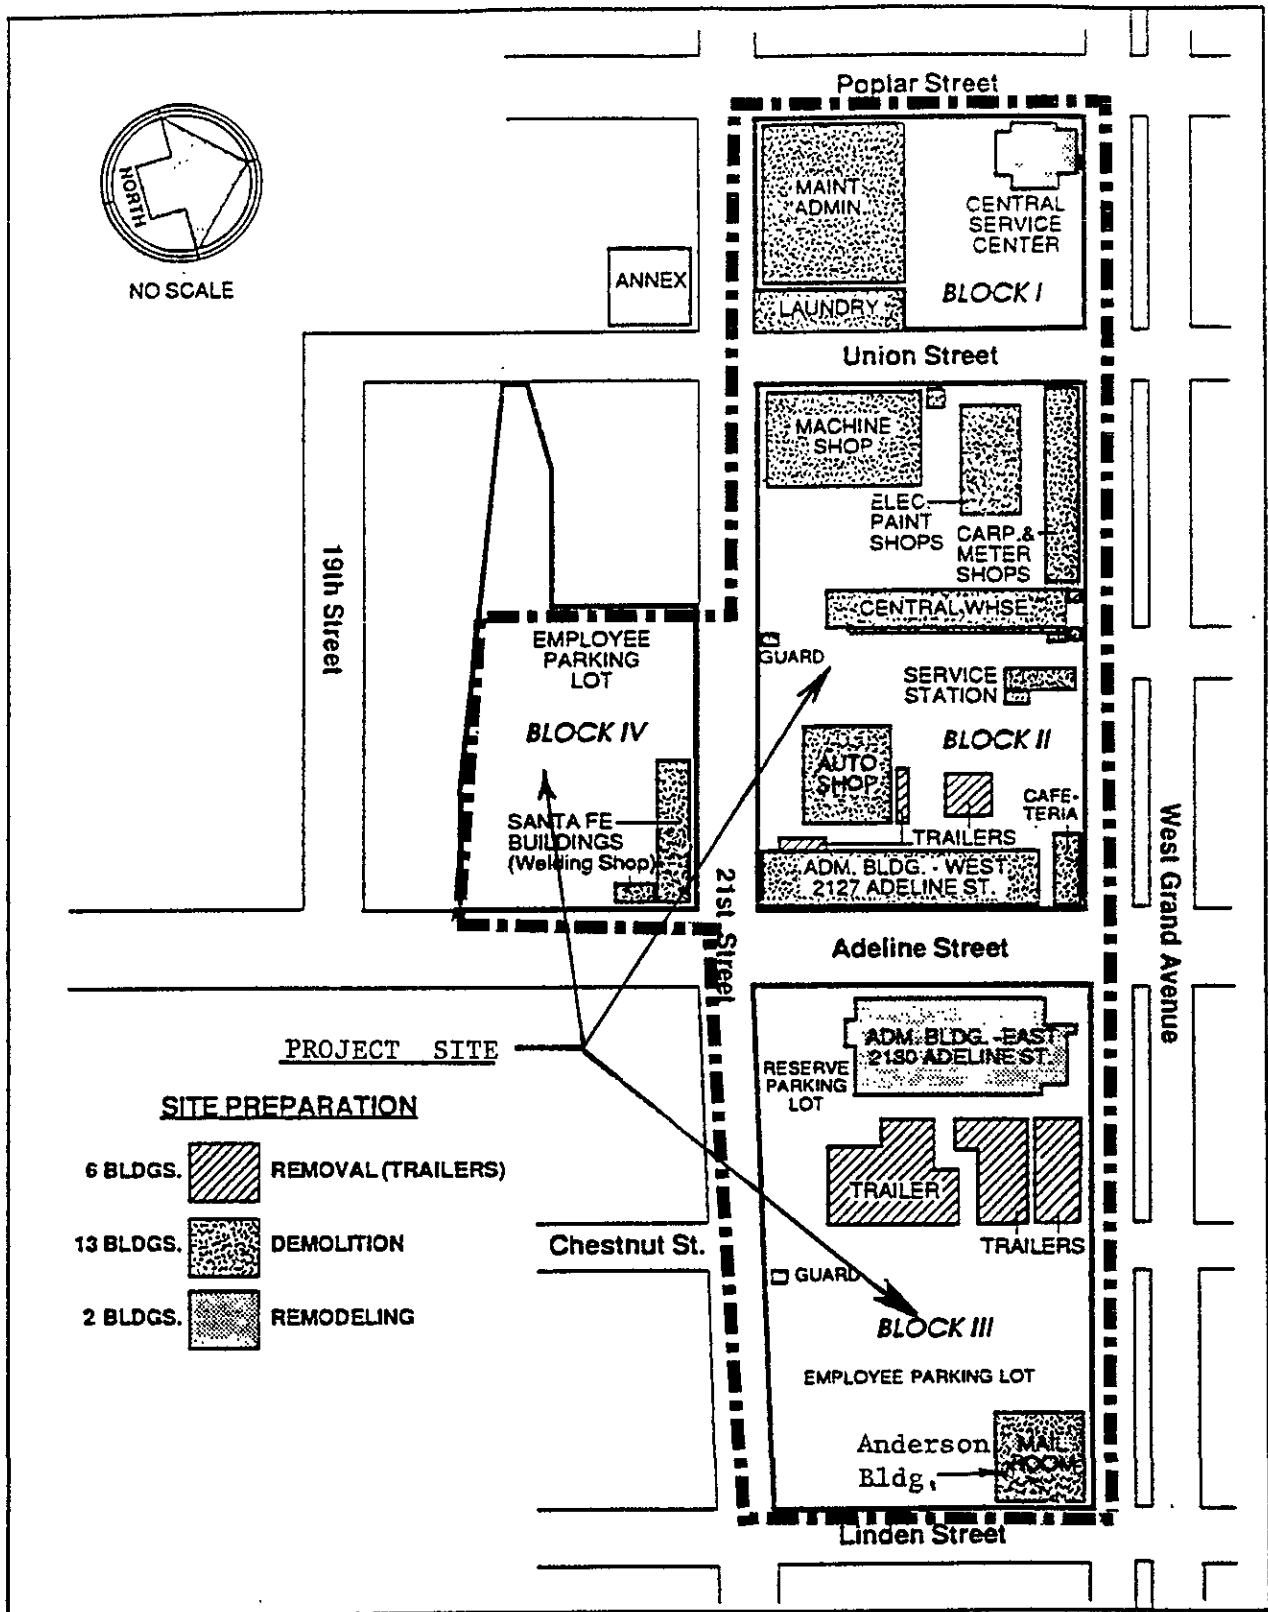 Poplar Street
NORTH
NO SCALE
MAINT.
ADMIN.
CENTRAL
SERVICE
CENTER
ANNEX
LAUNDRY
BLOCK I
Union Street
MACHINE
SHOP
ELEC.
PAINT
SHOPS
CARP. &
METER
SHOPS
19th Street
CENTRAL WHSE.
EMPLOYEE
PARKING
LOT
GUARD
SERVICE
STATION
BLOCK IV
BLOCK II
AUTO
SHOP
CAFE-
TERIA
SANTA FE
BUILDINGS
(Welding Shop)
TRAILERS
ADM. BLDG. - WEST
2127 ADELINE ST.
21st Street
West Grand Avenue
Adeline Street
PROJECT SITE
ADM. BLDG. - EAST
2130 ADELINE ST.
RESERVE
PARKING
LOT
SITE PREPARATION
6 BLDGS. REMOVAL (TRAILERS)
13 BLDGS. DEMOLITION
2 BLDGS. REMODELING
TRAILER
TRAILERS
Chestnut St.
GUARD
BLOCK III
EMPLOYEE PARKING LOT
Anderson
Bldg.
MAIL
ROOM
Linden Street